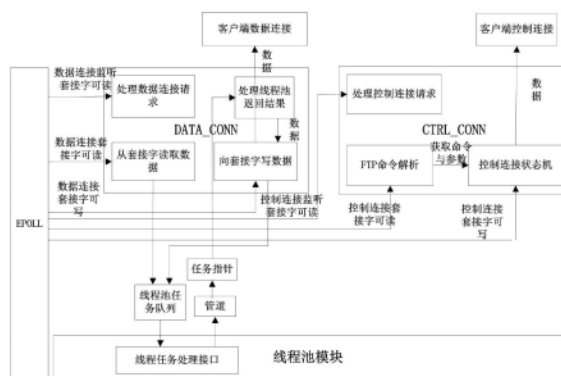 客户端数据连接
客户端控制连接
数据
数据
数据连接监听
套接字可读
处理数据连接请
求
处理线程池
返回结果
处理控制连接请求
数据
DATA_CONN
CTRL_CONN
获取命令
与参数
数据连接套
接字可读
从套接字读取数
据
向套接字写数据
FTP命令解析
控制连接状态机
数据连接
套接字可
写
控制连接监听
套接字可读
控制连接套
接字可读
控制连接
套接字可写
EPOLL
任务指针
线程池任
务队列
管道
线程任务处理接口
线程池模块